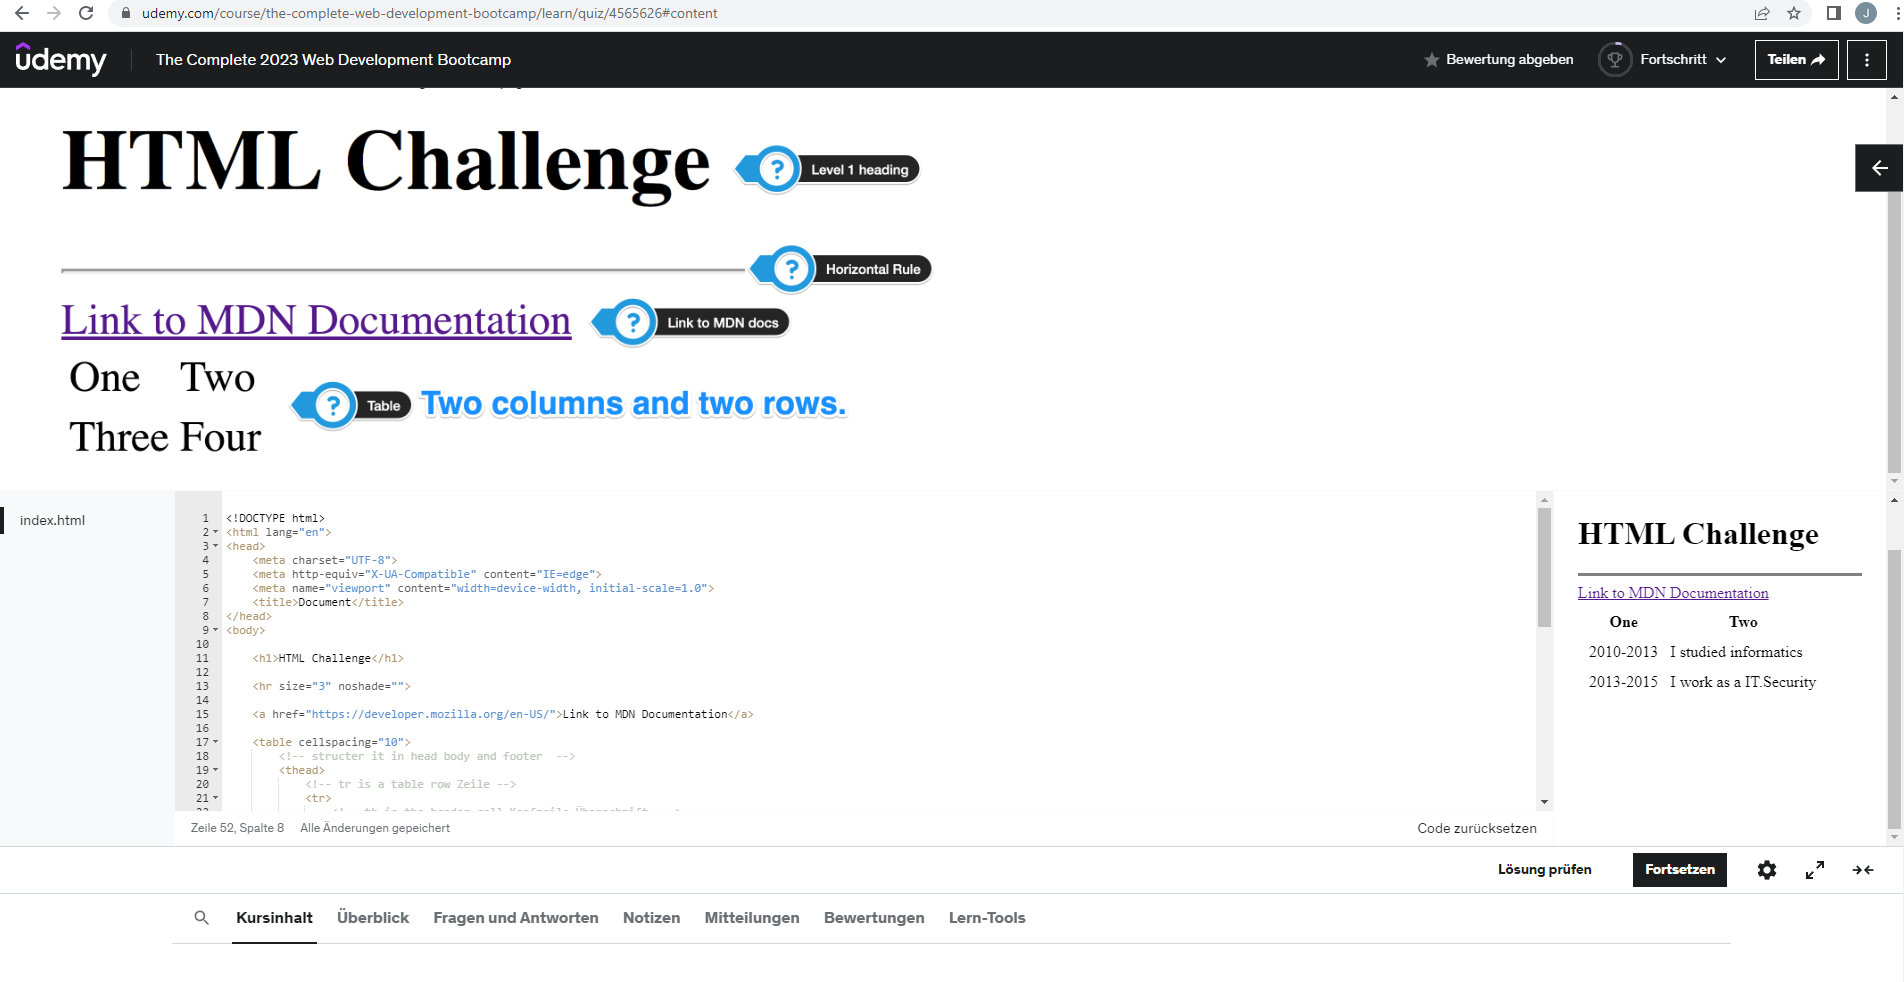 udemy.com/course/the-complete-web-development-bootcamp/learn/quiz/4565626#content
J
udemy
The Complete 2023 Web Development Bootcamp
Bewertung abgeben
Fortschritt
Teilen
HTML Challenge
? Level 1 heading
? Horizontal Rule
Link to MDN Documentation
? Link to MDN docs
One Two
? Table Two columns and two rows.
Three Four
index.html
1 <!DOCTYPE html>
2 <html lang="en">
3 <head>
4 <meta charset="UTF-8">
5 <meta http-equiv="X-UA-Compatible" content="IE=edge">
6 <meta name="viewport" content="width=device-width, initial-scale=1.0">
7 <title>Document</title>
8 </head>
9 <body>
10
11 <h1>HTML Challenge</h1>
12
13 <hr size="3" noshade="">
14
15 <a href="https://developer.mozilla.org/en-US/">Link to MDN Documentation</a>
16
17 <table cellspacing="10">
18 <!-- structer it in head body and footer -->
19 <thead>
20 <!-- tr is a table row Zeile -->
21 <tr>
HTML Challenge
Link to MDN Documentation
One Two
2010-2013 I studied informatics
2013-2015 I work as a IT.Security
Zeile 52, Spalte 8 Alle Änderungen gepeichert
Code zurücksetzen
Lösung prüfen
Fortsetzen
Kursinhalt Überblick Fragen und Antworten Notizen Mitteilungen Bewertungen Lern-Tools